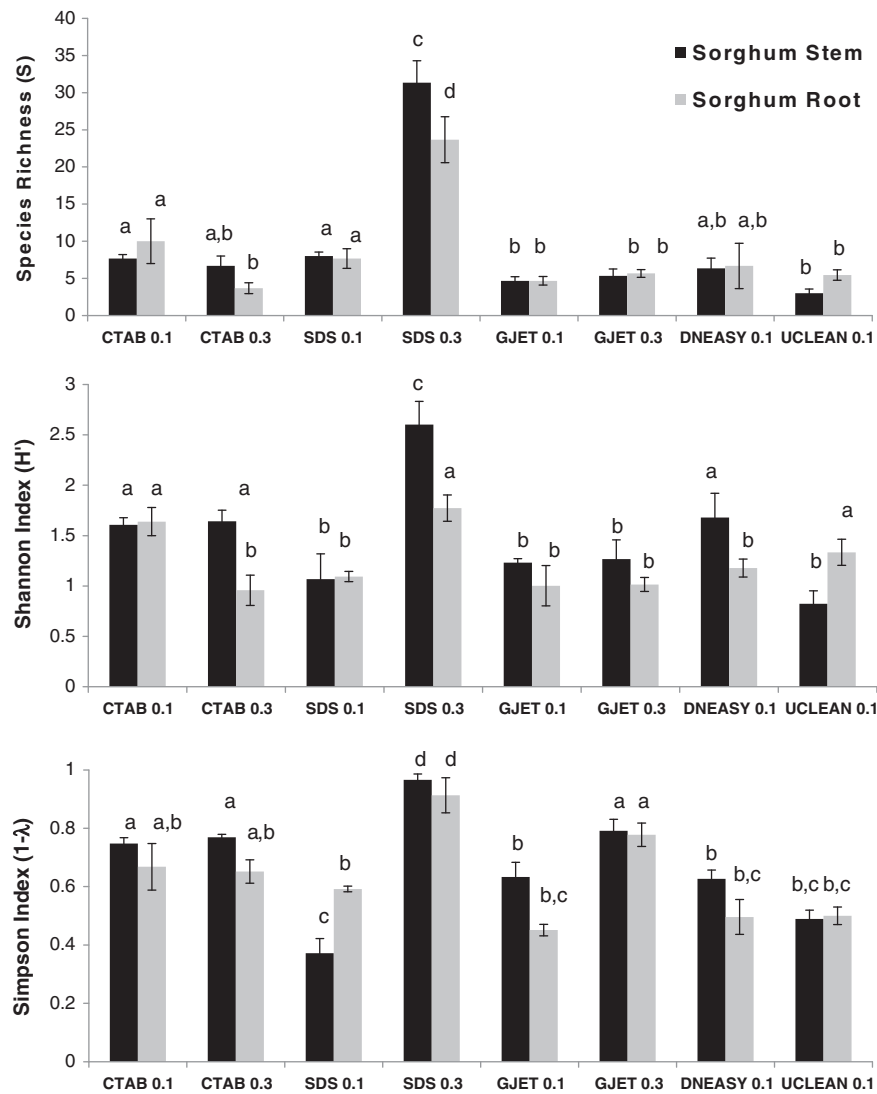 Species Richness (S)
40
35
30
25
20
15
10
5
0
Sorghum Stem
Sorghum Root
a a
a,b b
a a
c d
b b
b b
a,b a,b
b b
CTAB 0.1 CTAB 0.3 SDS 0.1 SDS 0.3 GJET 0.1 GJET 0.3 DNEASY 0.1 UCLEAN 0.1
Shannon Index (H')
3
2.5
2
1.5
1
0.5
0
a a
a b
b b
c a
b b
b b
a b
b a
CTAB 0.1 CTAB 0.3 SDS 0.1 SDS 0.3 GJET 0.1 GJET 0.3 DNEASY 0.1 UCLEAN 0.1
Simpson Index (1-λ)
1
0.8
0.6
0.4
0.2
0
a a,b
a a,b
c b
d d
b b,c
a a
b b,c
b,c b,c
CTAB 0.1 CTAB 0.3 SDS 0.1 SDS 0.3 GJET 0.1 GJET 0.3 DNEASY 0.1 UCLEAN 0.1